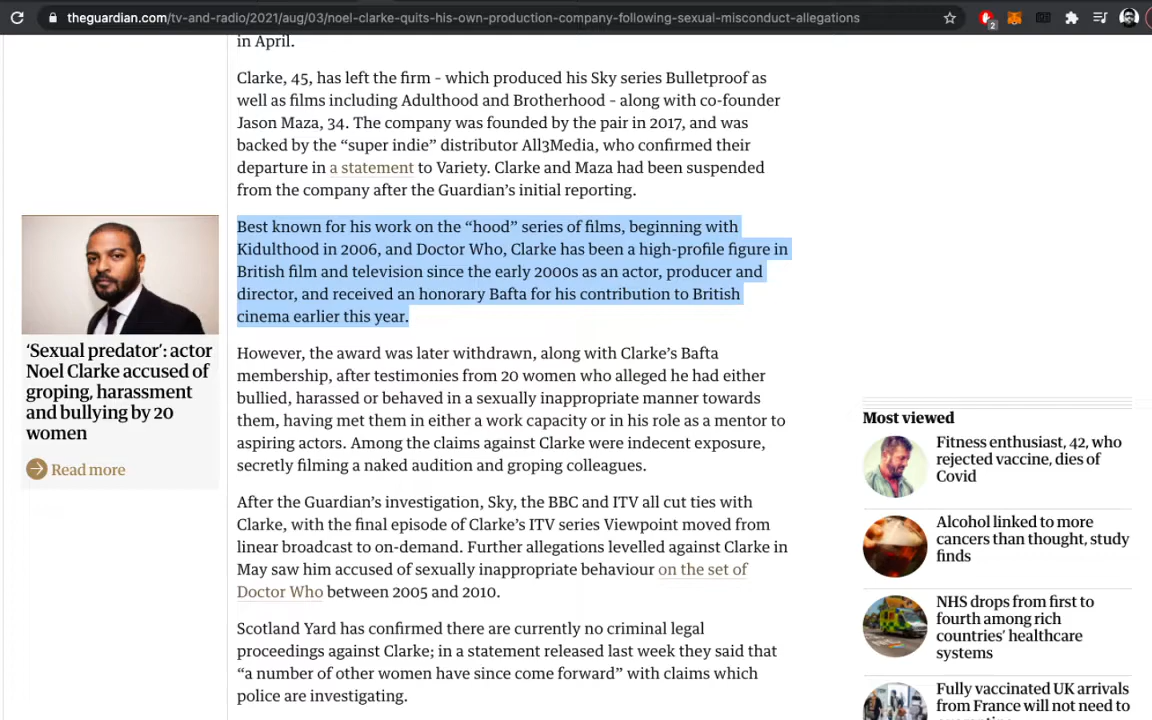 theguardian.com/tv-and-radio/2021/aug/03/noel-clarke-quits-his-own-production-company-following-sexual-misconduct-allegations
2
in April.
Clarke, 45, has left the firm – which produced his Sky series Bulletproof as
well as films including Adulthood and Brotherhood – along with co-founder
Jason Maza, 34. The company was founded by the pair in 2017, and was
backed by the “super indie” distributor All3Media, who confirmed their
departure in a statement to Variety. Clarke and Maza had been suspended
from the company after the Guardian’s initial reporting.
Best known for his work on the “hood” series of films, beginning with
Kidulthood in 2006, and Doctor Who, Clarke has been a high-profile figure in
British film and television since the early 2000s as an actor, producer and
director, and received an honorary Bafta for his contribution to British
cinema earlier this year.
However, the award was later withdrawn, along with Clarke’s Bafta
membership, after testimonies from 20 women who alleged he had either
bullied, harassed or behaved in a sexually inappropriate manner towards
them, having met them in either a work capacity or in his role as a mentor to
aspiring actors. Among the claims against Clarke were indecent exposure,
secretly filming a naked audition and groping colleagues.
After the Guardian’s investigation, Sky, the BBC and ITV all cut ties with
Clarke, with the final episode of Clarke’s ITV series Viewpoint moved from
linear broadcast to on-demand. Further allegations levelled against Clarke in
May saw him accused of sexually inappropriate behaviour on the set of
Doctor Who between 2005 and 2010.
Scotland Yard has confirmed there are currently no criminal legal
proceedings against Clarke; in a statement released last week they said that
“a number of other women have since come forward” with claims which
police are investigating.
‘Sexual predator’: actor
Noel Clarke accused of
groping, harassment
and bullying by 20
women
Read more
Most viewed
Fitness enthusiast, 42, who
rejected vaccine, dies of
Covid
Alcohol linked to more
cancers than thought, study
finds
NHS drops from first to
fourth among rich
countries’ healthcare
systems
Fully vaccinated UK arrivals
from France will not need to